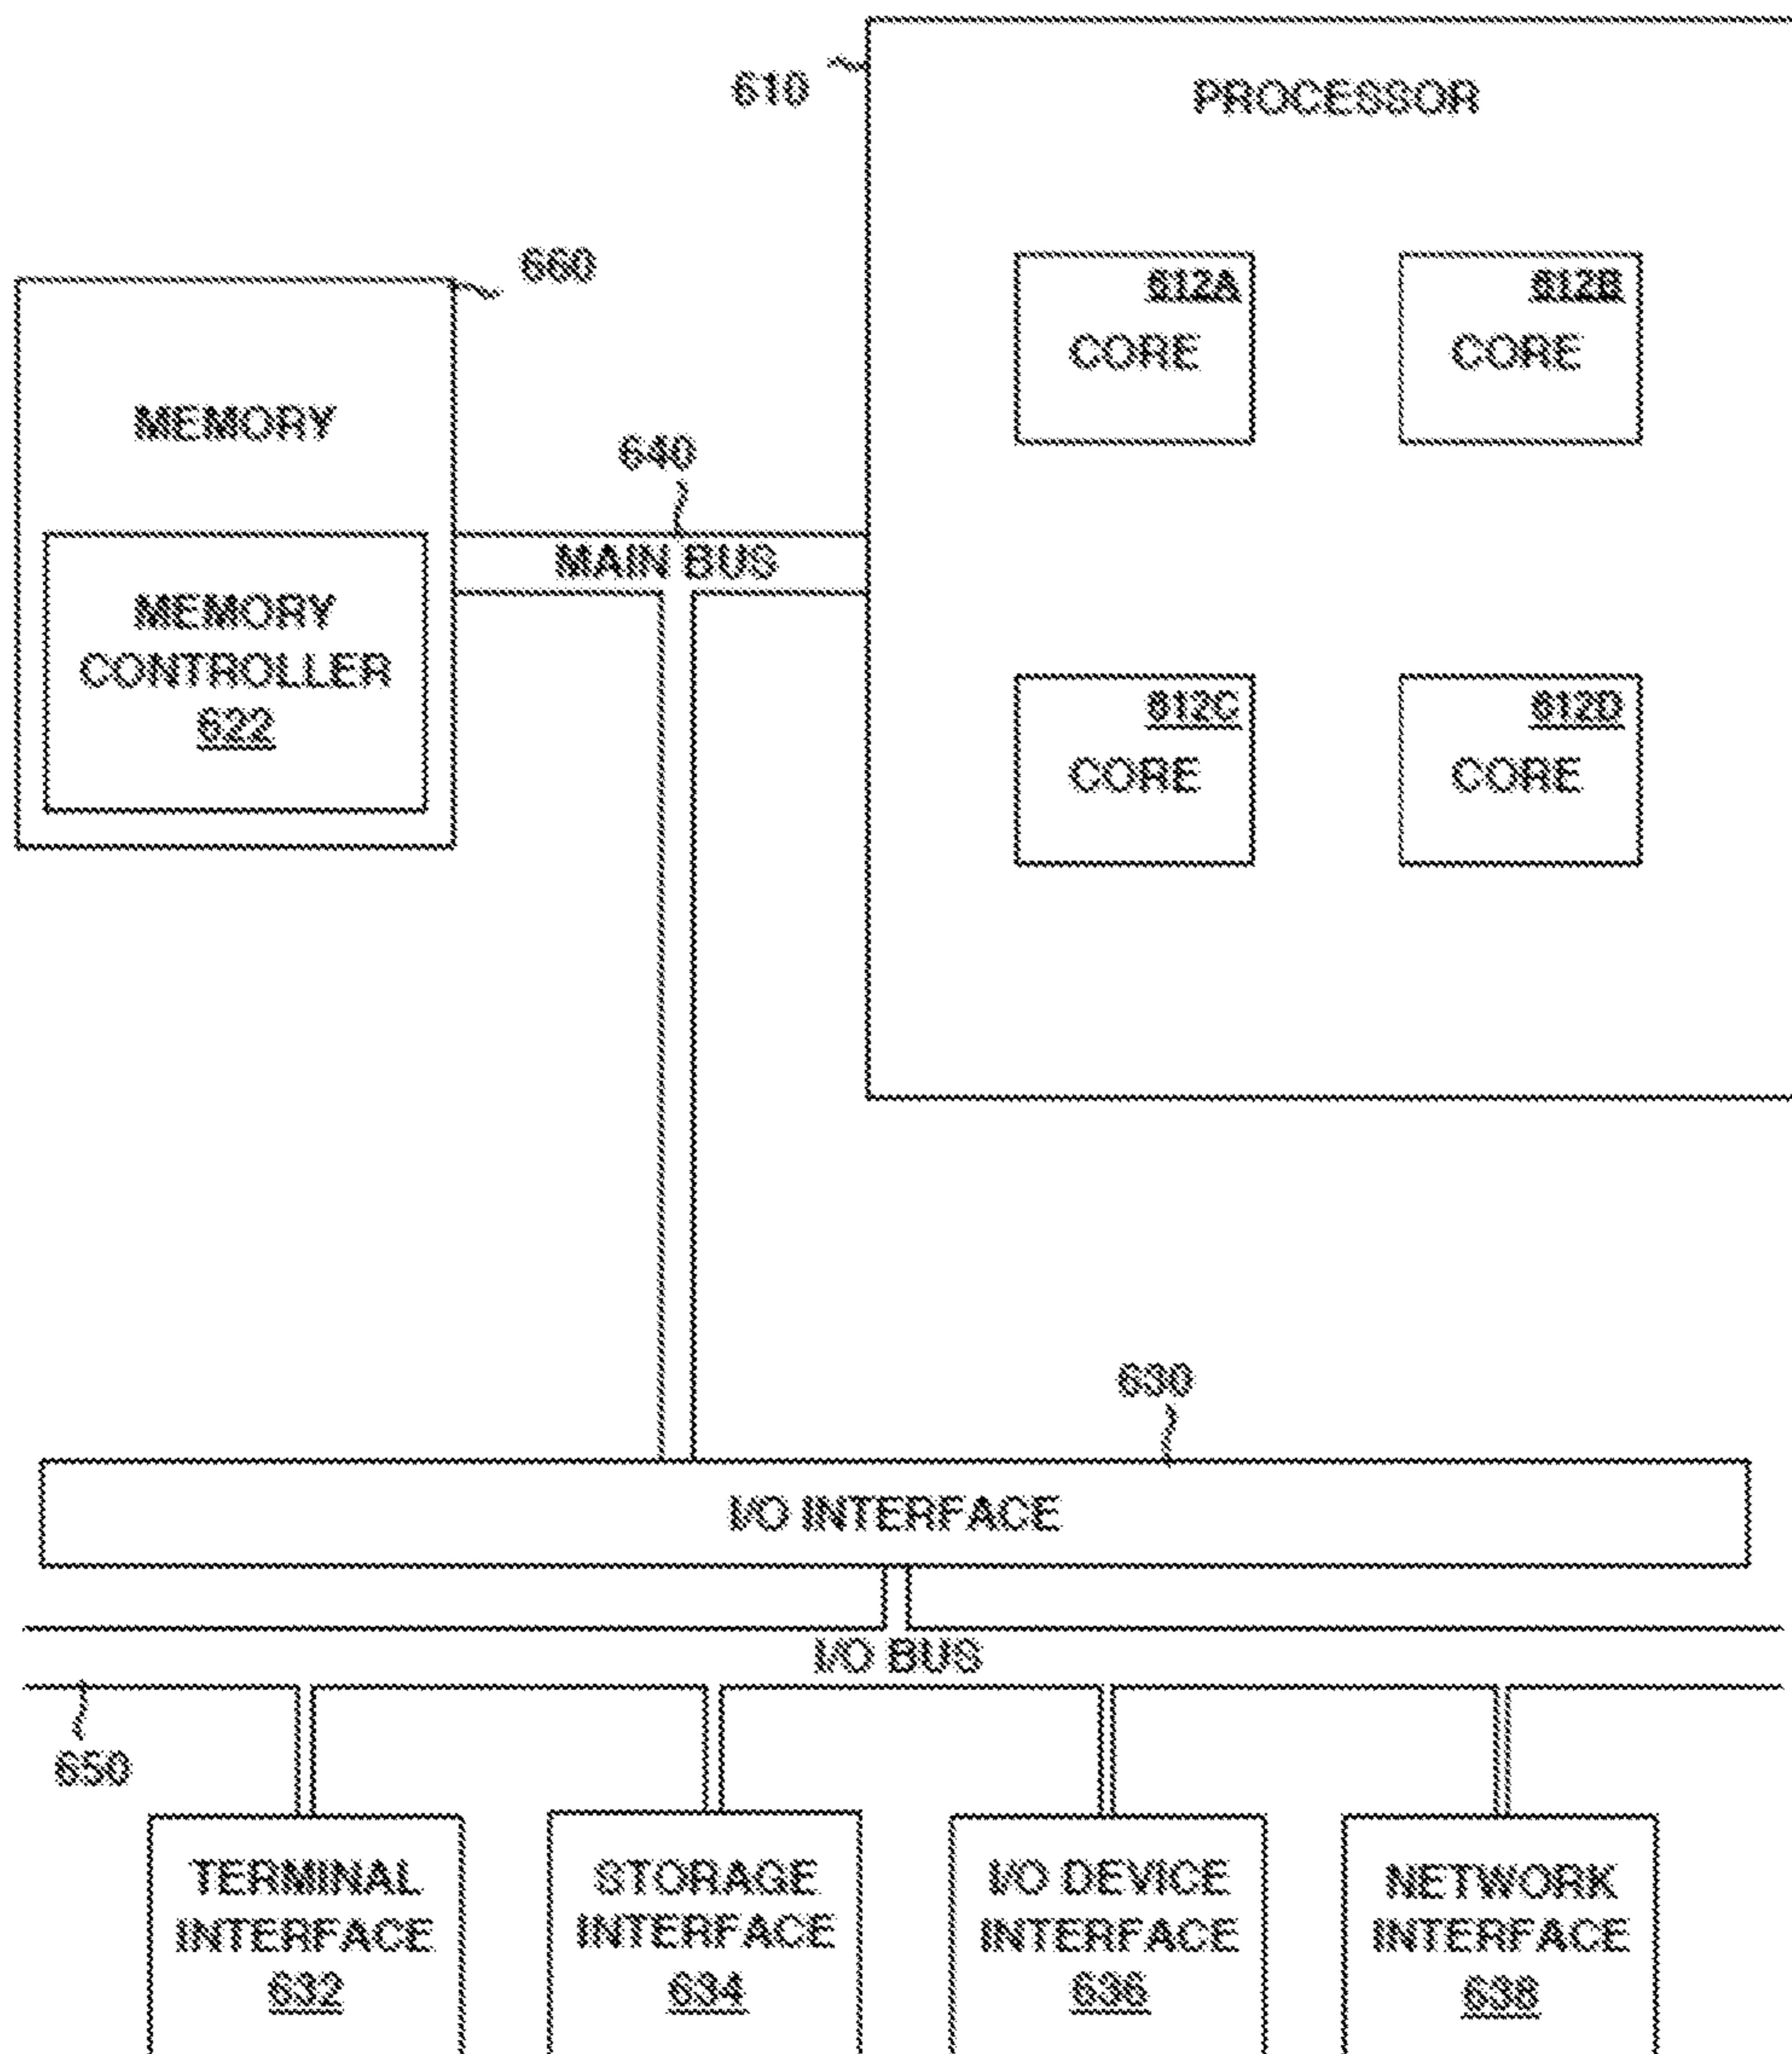 610
PROCESSOR
660
612A
CORE
612B
CORE
MEMORY
640
MAIN BUS
MEMORY
CONTROLLER
622
612C
CORE
612D
CORE
630
I/O INTERFACE
I/O BUS
650
TERMINAL
INTERFACE
632
STORAGE
INTERFACE
634
I/O DEVICE
INTERFACE
636
NETWORK
INTERFACE
638